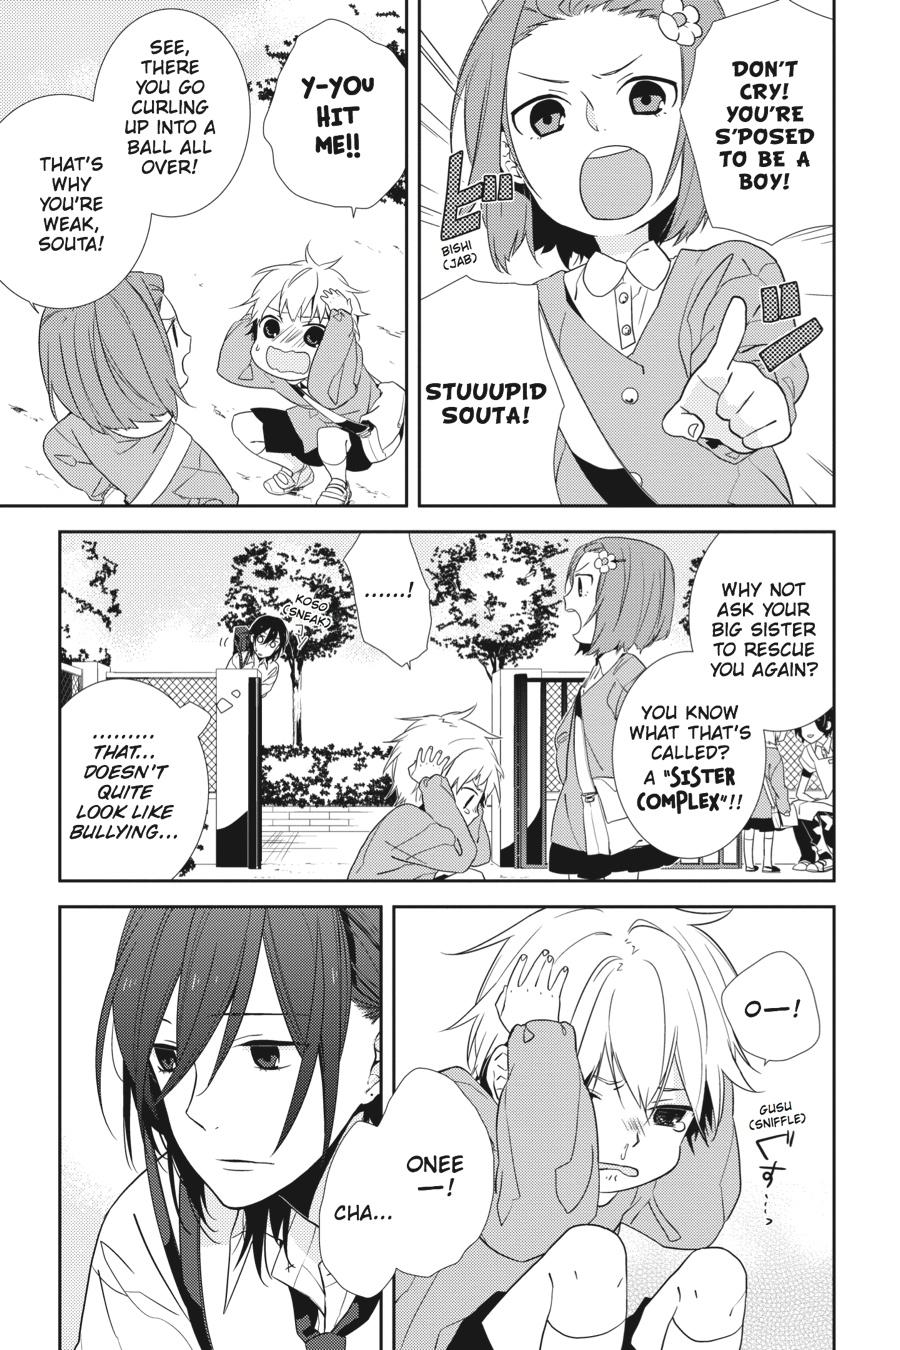 DON'T
CRY!
YOU'RE
S'POSED
TO BE A
BOY!
ビ
BISHI
(JAB)
STUUUPID
SOUTA!
Y-YOU
HIT
ME!!
SEE,
THERE
YOU GO
CURLING
UP INTO A
BALL ALL
OVER!
THAT'S
WHY
YOU'RE
WEAK,
SOUTA!
WHY NOT
ASK YOUR
BIG SISTER
TO RESCUE
YOU AGAIN?
YOU KNOW
WHAT THAT'S
CALLED?
A "SISTER
COMPLEX"!!
......!
KOSO
(SNEAK)
.........
THAT...
DOESN'T
QUITE
LOOK LIKE
BULLYING...
O—!
GUSU
(SNIFFLE)
ぐす...
ONEE
—!
CHA...